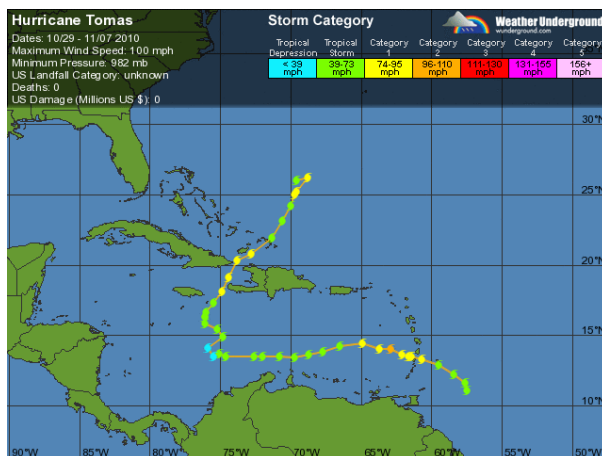 Hurricane Tomas
Dates: 10/29 - 11/07 2010
Maximum Wind Speed: 100 mph
Minimum Pressure: 982 mb
US Landfall Category: unknown
Deaths: 0
US Damage (Millions US $): 0
Storm Category
Weather Underground
wunderground.com
Tropical Depression
Tropical Storm
Category 1
Category 2
Category 3
Category 4
Category 5
< 39 mph
39-73 mph
74-95 mph
96-110 mph
111-130 mph
131-155 mph
156+ mph
30°N
25°N
20°N
15°N
10°N
90°W 85°W 80°W 75°W 70°W 65°W 60°W 55°W 50°W